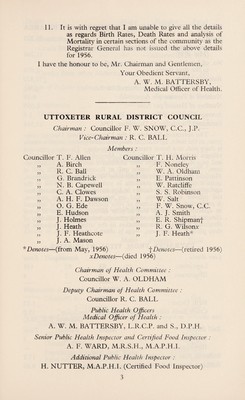 11. It is with regret that I am unable to give all the details
as regards Birth Rates, Death Rates and analysis of
Mortality in certain sections of the community as the
Registrar General has not issued the above details
for 1956.
I have the honour to be, Mr. Chairman and Gentlemen,
Your Obedient Servant,
A. W. M. BATTERSBY,
Medical Officer of Health.
UTTOXETER RURAL DISTRICT COUNCIL
Chairman : Councillor F. W. SNOW, C.C., J.P.
Vice-Chairman : R. C. BALL
Members :
Councillor T. F. Allen
„ A. Birch
„ R. C. Ball
„ G. Brandrick
„ N. B. Capewell
„ C. A. Clowes
„ A. H. F. Dawson
„ O. G. Ede
„ E. Hudson
„ J. Holmes
„ J. Heath
„ J. F. Heathcote
„ J. A. Mason
Councillor T. H. Morris
„ F. Noneley
„ W. A. Oldham
„ E. Pattinson
„ W. Ratcliffe
„ S. S. Robinson
„ W. Salt
„ F. W. Snow, C.C.
„ A. J. Smith
„ E. R. Shipman†
„ R. G. Wilsonx
„ J. F. Heath*
*Denotes—(from May, 1956) †Denotes—(retired 1956)
xDenotes—(died 1956)
Chairman of Health Committee :
Councillor W. A. OLDHAM
Deputy Chairman of Health Committee :
Councillor R. C. BALL
Public Health Officers
Medical Officer of Health :
A. W. M. BATTERSBY, L.R.C.P. and S., D.P.H.
Senior Public Health Inspector and Certified Food Inspector :
A. F. WARD, M.R.S.H., M.A.P.H.I.
Additional Public Health Inspector :
H. NUTTER, M.A.P.H.I. (Certified Food Inspector)
3